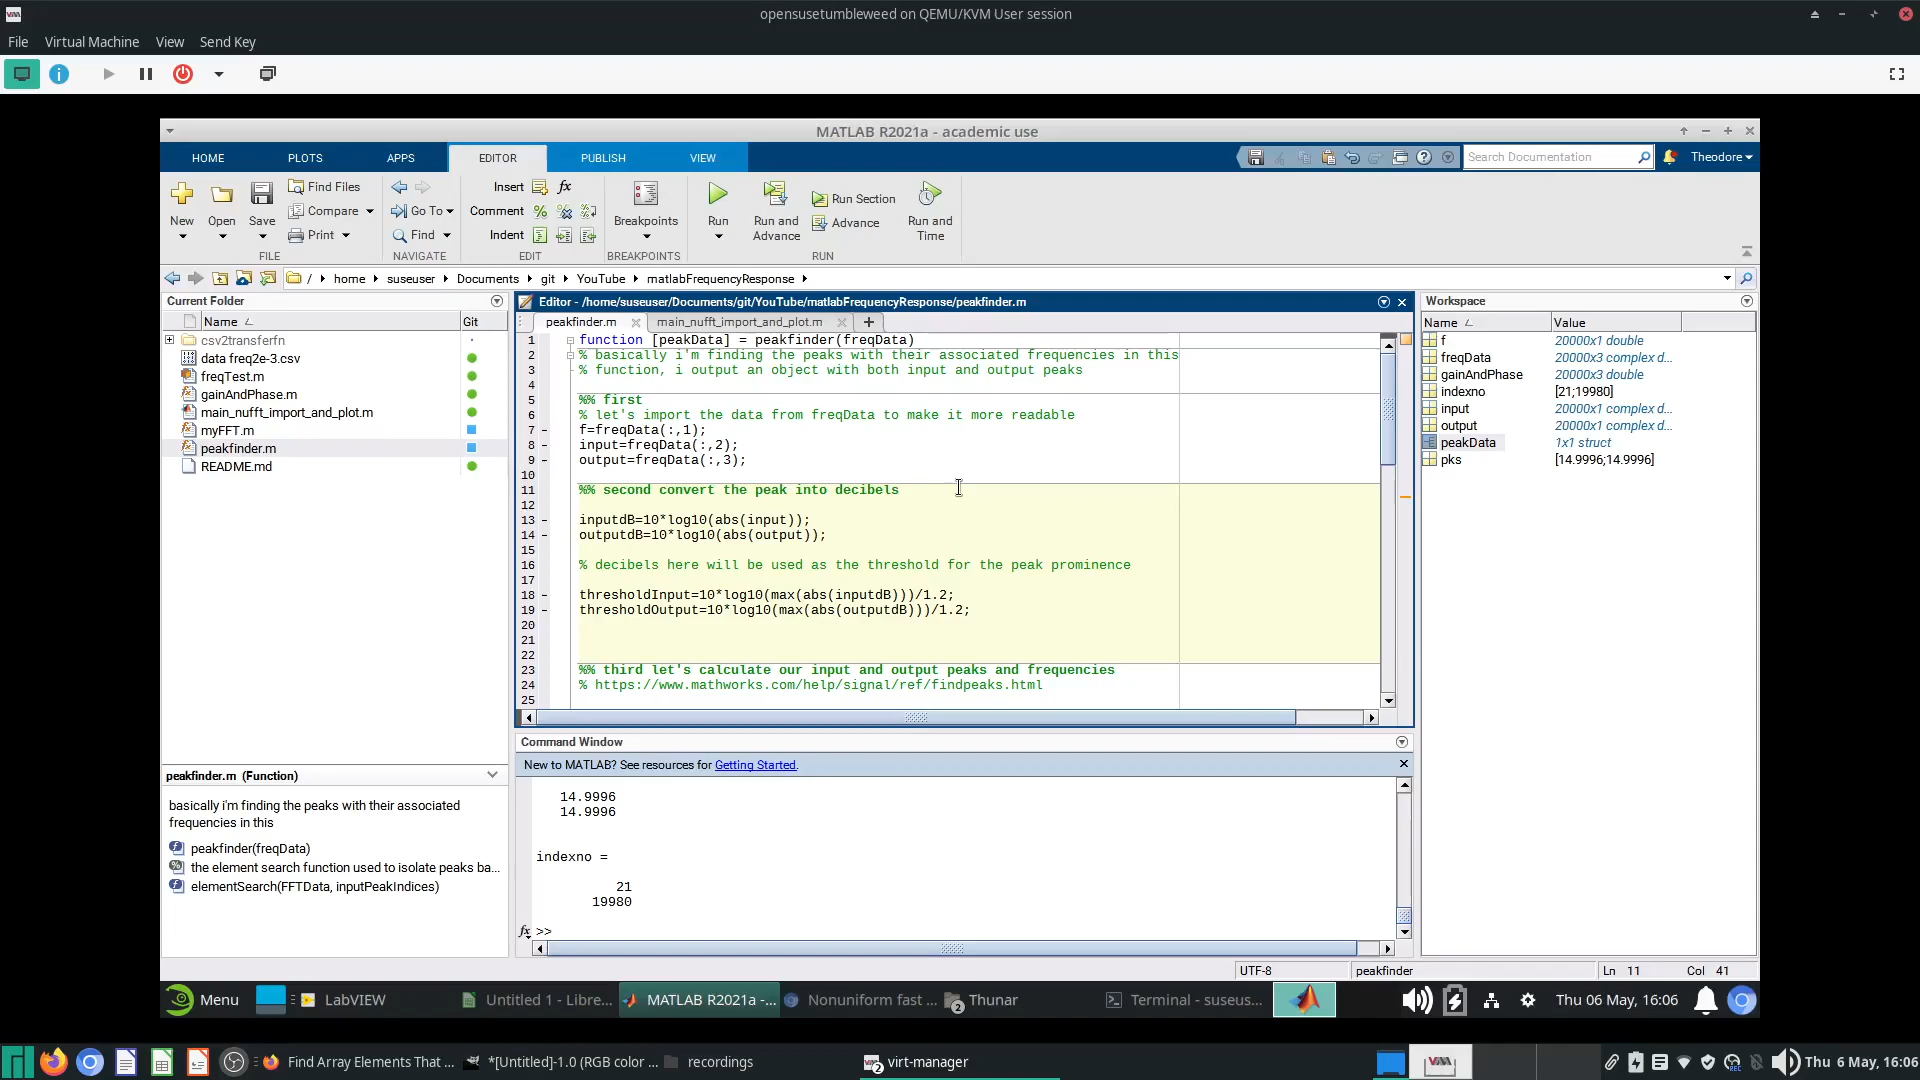 opensusetumbleweed on QEMU/KVM User session
File Virtual Machine View Send Key
MATLAB R2021a - academic use
HOME PLOTS APPS EDITOR PUBLISH VIEW
Search Documentation
Theodore
New
Open
Save
Find Files
Compare
Print
FILE
Go To
Find
NAVIGATE
Insert fx
Comment
Indent
EDIT
Breakpoints
BREAKPOINTS
Run
Run and
Advance
Run Section
Advance
Run and
Time
RUN
/ home suseuser Documents git YouTube matlabFrequencyResponse
Current Folder
Name Git
csv2transferfn
data freq2e-3.csv
freqTest.m
gainAndPhase.m
main_nufft_import_and_plot.m
myFFT.m
peakfinder.m
README.md
peakfinder.m (Function)
basically i'm finding the peaks with their associated
frequencies in this
peakfinder(freqData)
the element search function used to isolate peaks ba...
elementSearch(FFTData, inputPeakIndices)
Editor - /home/suseuser/Documents/git/YouTube/matlabFrequencyResponse/peakfinder.m
peakfinder.m main_nufft_import_and_plot.m
1 function [peakData] = peakfinder(freqData)
2 % basically i'm finding the peaks with their associated frequencies in this
3 % function, i output an object with both input and output peaks
4
5 %% first
6 % let's import the data from freqData to make it more readable
7 - f=freqData(:,1);
8 - input=freqData(:,2);
9 - output=freqData(:,3);
10
11 %% second convert the peak into decibels
12
13 - inputdB=10*log10(abs(input));
14 - outputdB=10*log10(abs(output));
15
16 % decibels here will be used as the threshold for the peak prominence
17
18 - thresholdInput=10*log10(max(abs(inputdB)))/1.2;
19 - thresholdOutput=10*log10(max(abs(outputdB)))/1.2;
20
21
22
23 %% third let's calculate our input and output peaks and frequencies
24 % https://www.mathworks.com/help/signal/ref/findpeaks.html
25
Command Window
New to MATLAB? See resources for Getting Started.
14.9996
14.9996
indexno =
21
19980
fx >>
Workspace
Name Value
f 20000x1 double
freqData 20000x3 complex d...
gainAndPhase 20000x3 double
indexno [21;19980]
input 20000x1 complex d...
output 20000x1 complex d...
peakData 1x1 struct
pks [14.9996;14.9996]
UTF-8 peakfinder Ln 11 Col 41
Menu LabVIEW Untitled 1 - Libre... MATLAB R2021a -... Nonuniform fast ... 2 Thunar Terminal - suseus... Thu 06 May, 16:06
Find Array Elements That ... *[Untitled]-1.0 (RGB color ... recordings 2 virt-manager Thu 6 May, 16:06